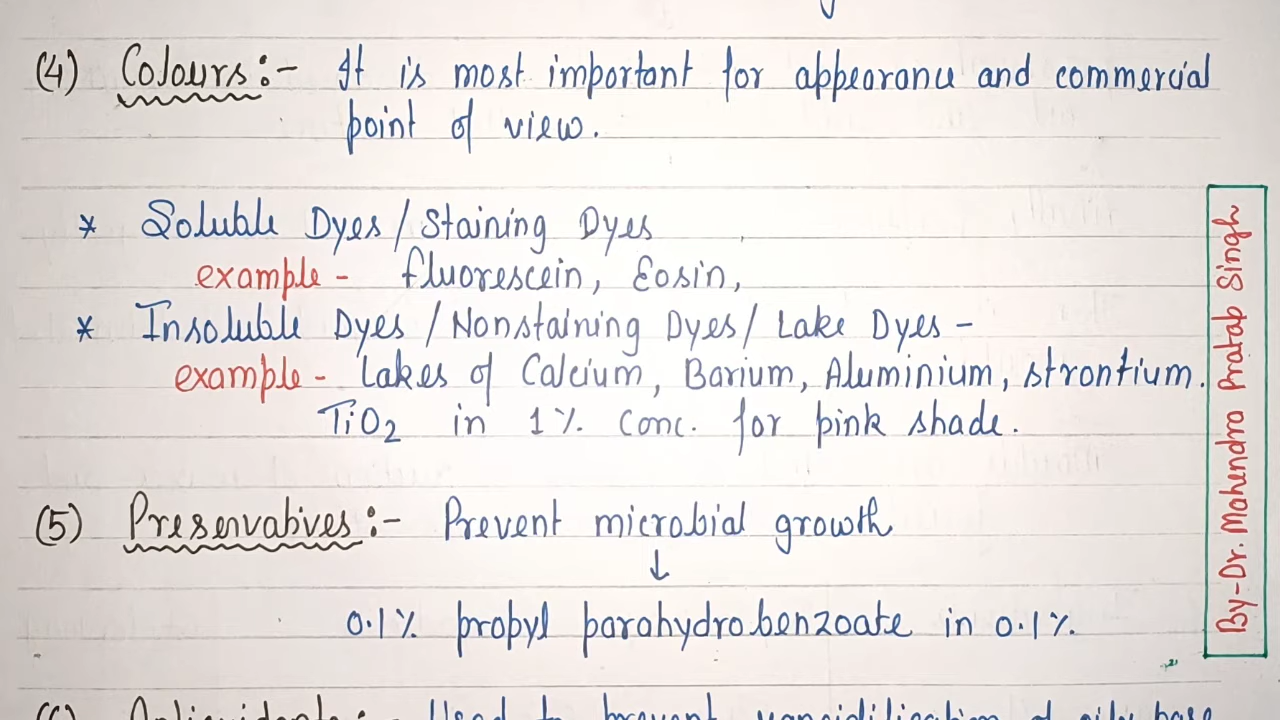 (4) Colours:- It is most important for appearance and commercial
point of view.
* Soluble Dyes / Staining Dyes
example - fluorescein, Eosin,
* Insoluble Dyes / Nonstaining Dyes / Lake Dyes -
example - Lakes of Calcium, Barium, Aluminium, strontium.
TiO2 in 1% conc. for pink shade.
(5) Preservatives:- Prevent microbial growth
↓
0.1% propyl parahydrobenzoate in 0.1%.
By-Dr. Mahendra Pratap Singh